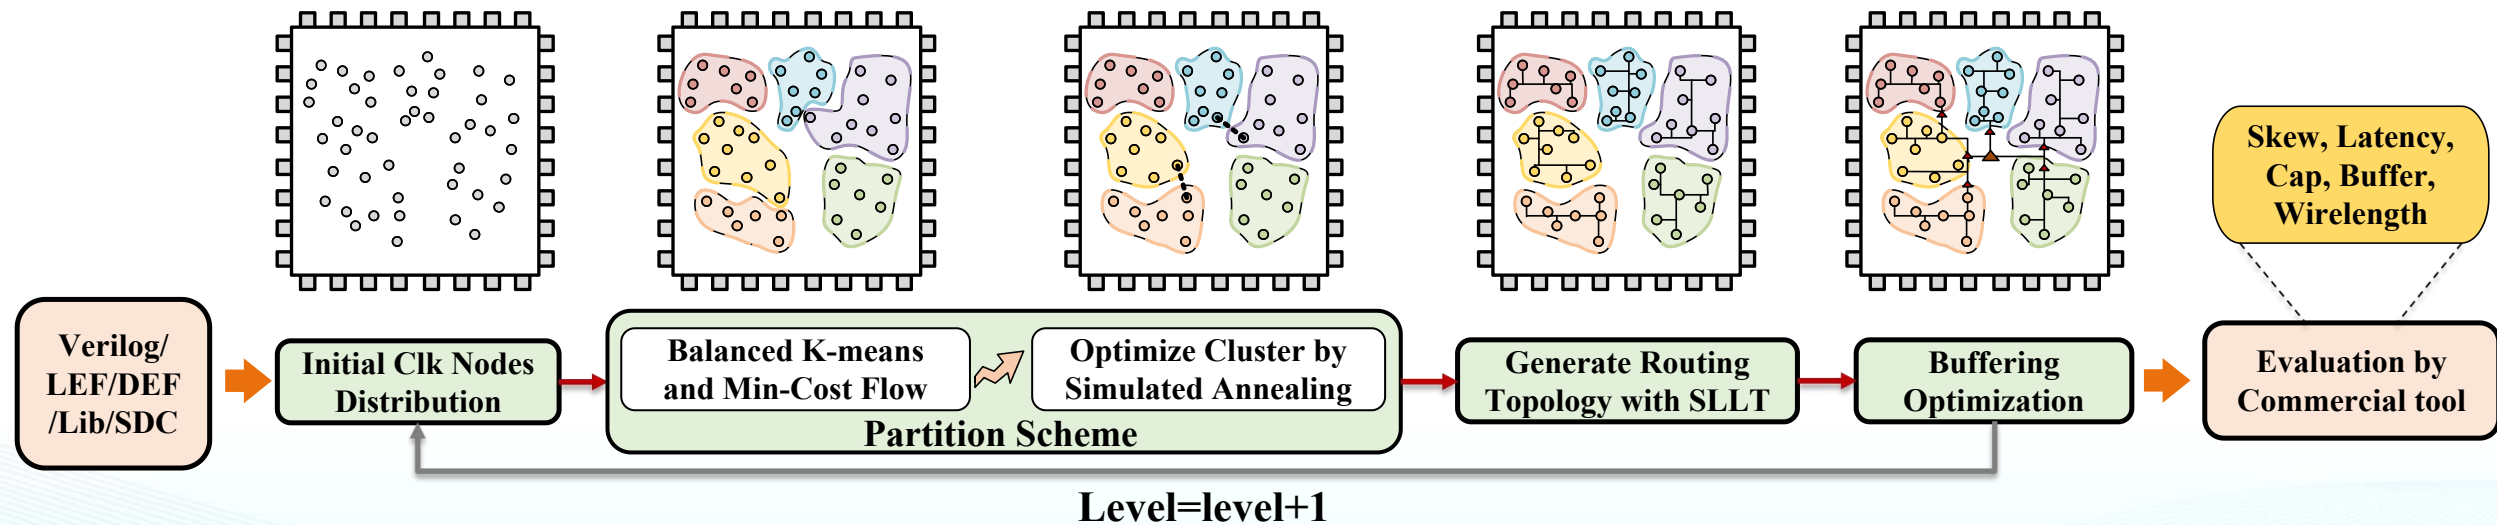 Verilog/
LEF/DEF
/Lib/SDC
Initial Clk Nodes
Distribution
Balanced K-means
and Min-Cost Flow
Optimize Cluster by
Simulated Annealing
Partition Scheme
Generate Routing
Topology with SLLT
Buffering
Optimization
Skew, Latency,
Cap, Buffer,
Wirelength
Evaluation by
Commercial tool
Level=level+1